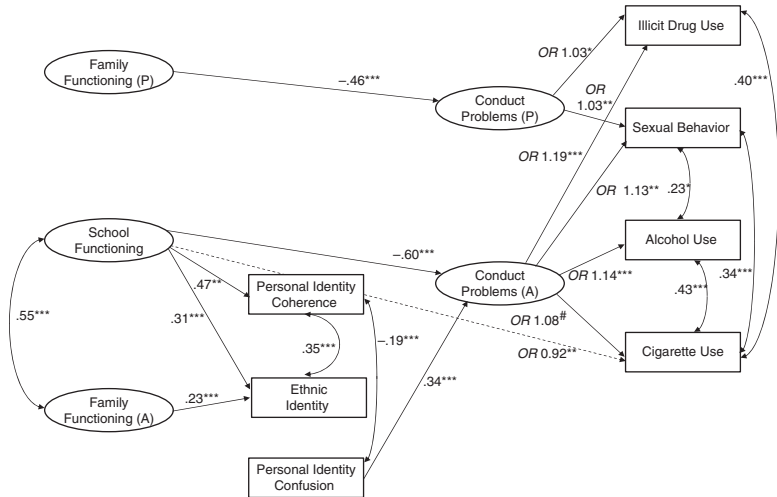 Illicit Drug Use
Family
Functioning (P)
–.46***
OR 1.03*
OR
1.03**
.40***
Conduct
Problems (P)
Sexual Behavior
OR 1.19***
OR 1.13**
.23*
School
Functioning
–.60***
Alcohol Use
.47**
Personal Identity
Coherence
Conduct
Problems (A)
OR 1.14***
.34***
.55***
.31***
.43***
OR 1.08#
.35***
–.19***
OR 0.92**
Cigarette Use
.34***
Family
Functioning (A)
.23***
Ethnic
Identity
Personal Identity
Confusion